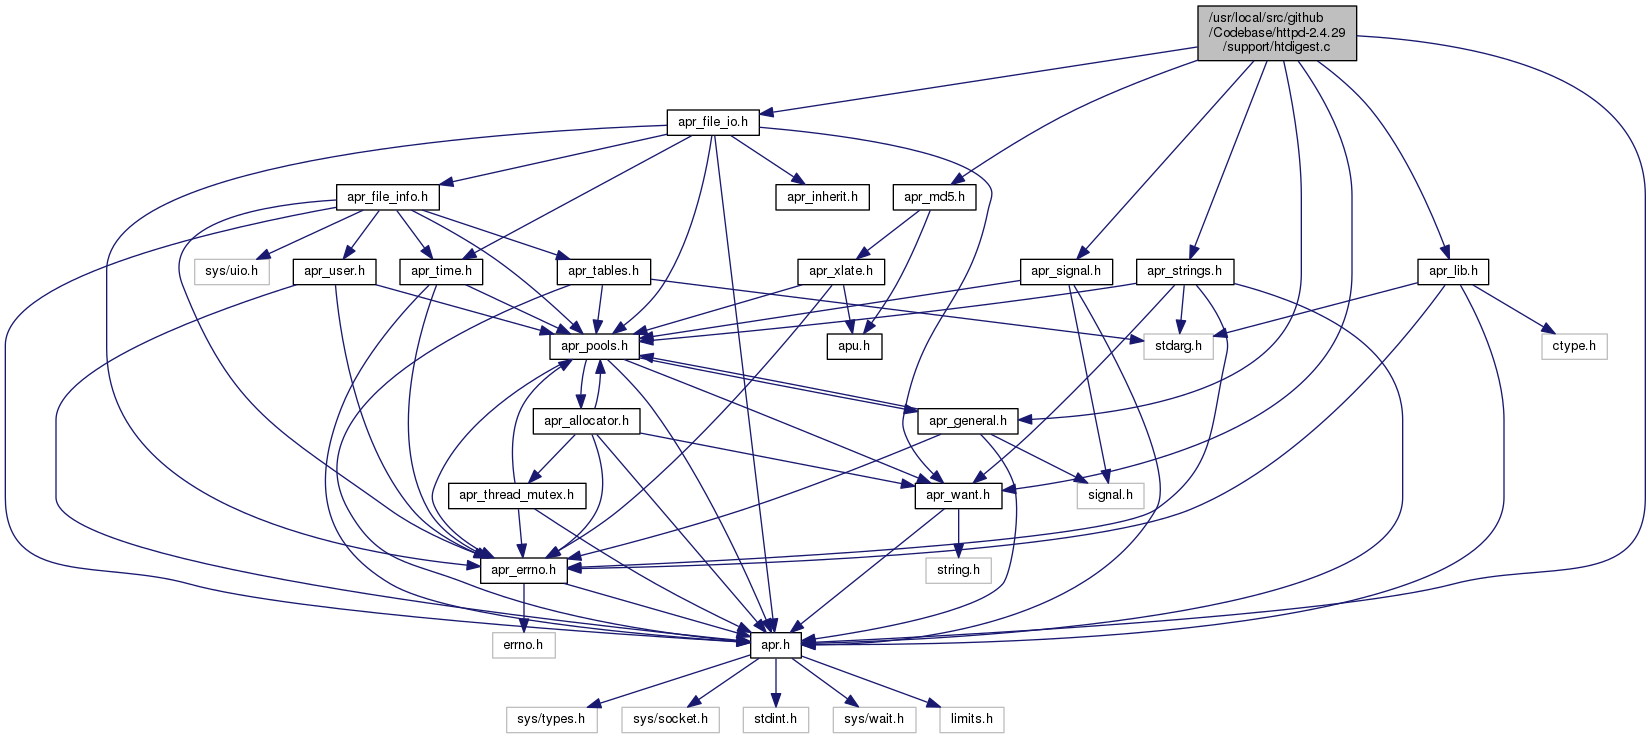 /usr/local/src/github
/Codebase/httpd-2.4.29
/support/htdigest.c
apr_file_io.h
apr_file_info.h
apr_inherit.h
apr_md5.h
sys/uio.h
apr_user.h
apr_time.h
apr_tables.h
apr_xlate.h
apr_signal.h
apr_strings.h
apr_lib.h
apr_pools.h
apu.h
stdarg.h
ctype.h
apr_allocator.h
apr_general.h
apr_thread_mutex.h
apr_want.h
signal.h
apr_errno.h
string.h
errno.h
apr.h
sys/types.h
sys/socket.h
stdint.h
sys/wait.h
limits.h